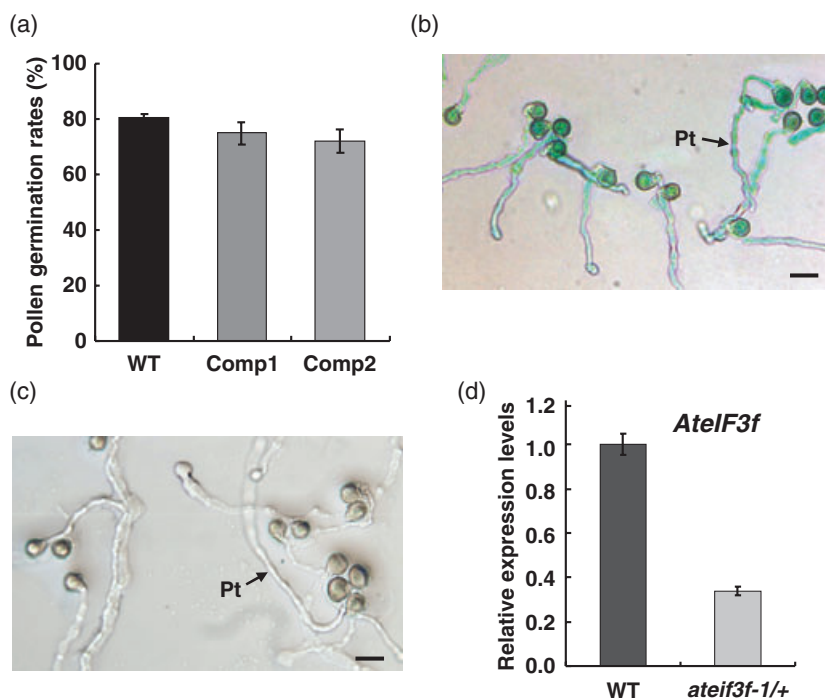 (a)
Pollen germination rates (%)
100
80
60
40
20
0
WT
Comp1
Comp2
(b)
Pt
(c)
Pt
(d)
Relative expression levels
1.2
1.0
0.8
0.6
0.4
0.2
0.0
AteIF3f
WT
ateif3f-1/+